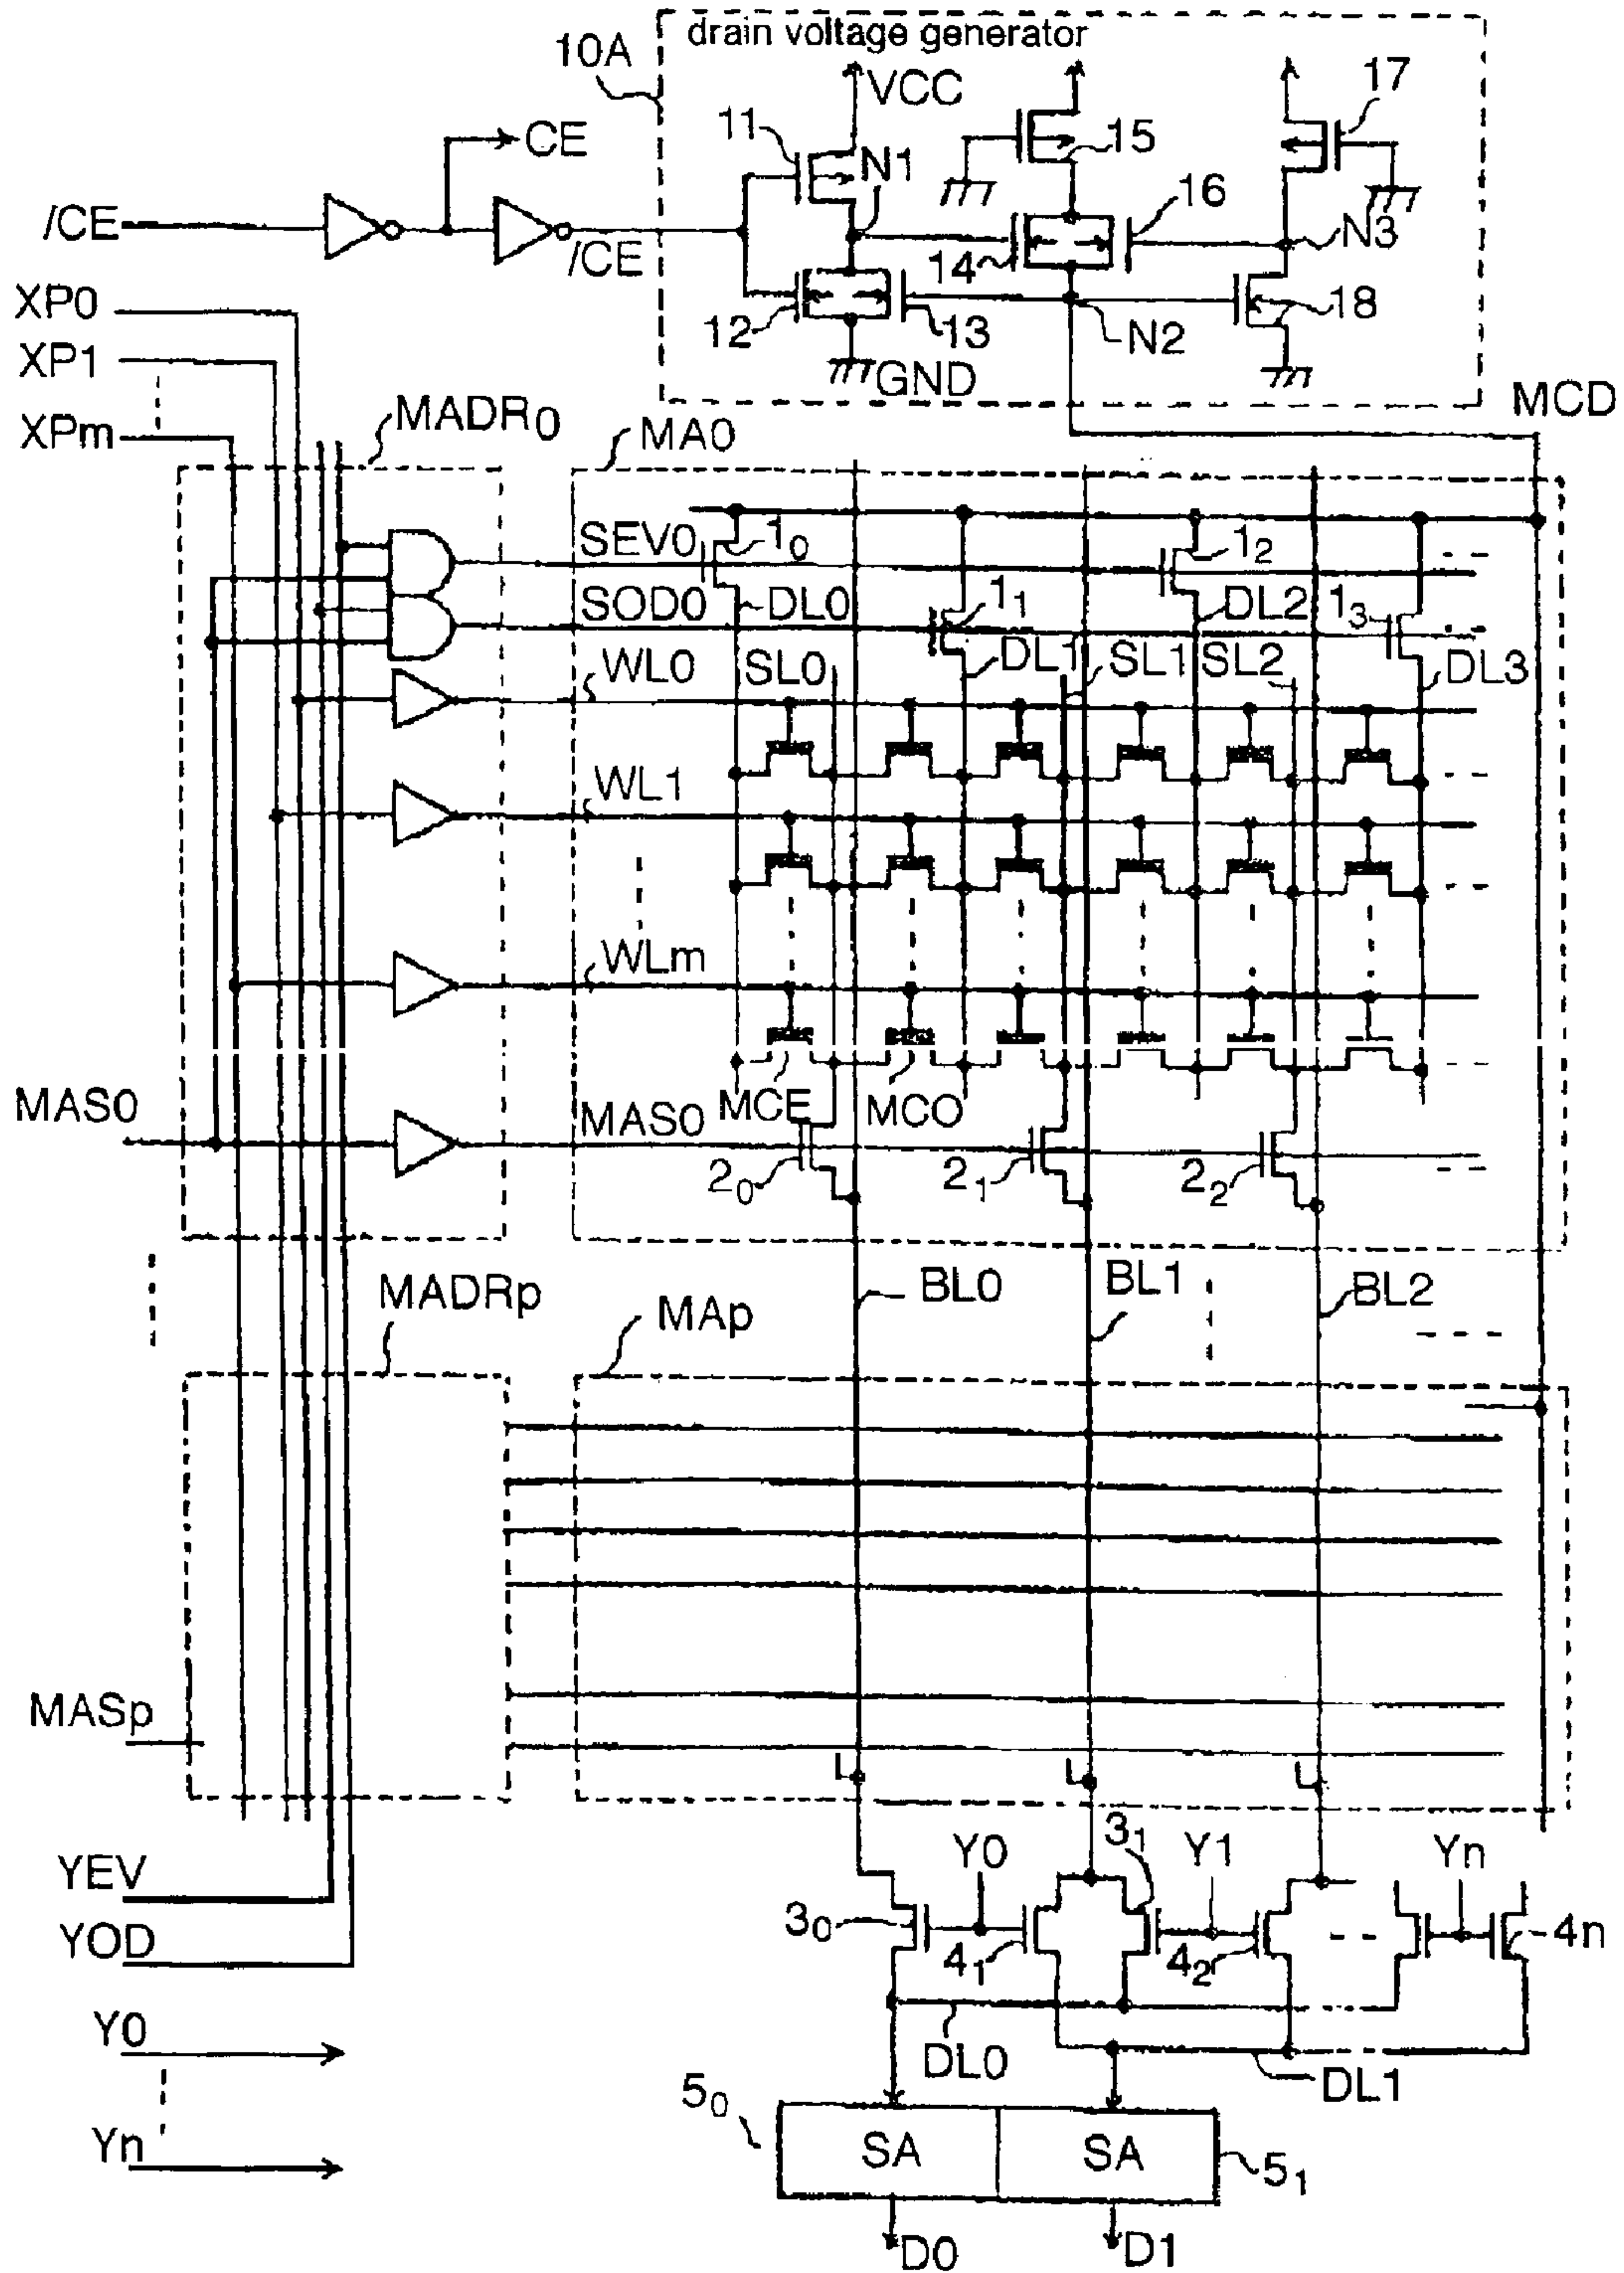 drain voltage generator
10A
VCC
17
11
CE
15
N1
16
/CE
/CE
14
N3
XP0
12
13
18
N2
XP1
GND
MCD
MADR0
MA0
XPm
SEV0
10
12
SOD0
DL0
11
DL2
13
DL1
SL0
SL1
SL2
DL3
WL0
WL1
WLm
MAS0
MCE
MCO
MAS0
20
21
22
BL0
BL1
BL2
MADRp
MAp
MASp
YEV
Y0
31
Y1
Yn
30
41
42
4n
YOD
Y0
DL0
DL1
50
SA
SA
51
Yn
D0
D1